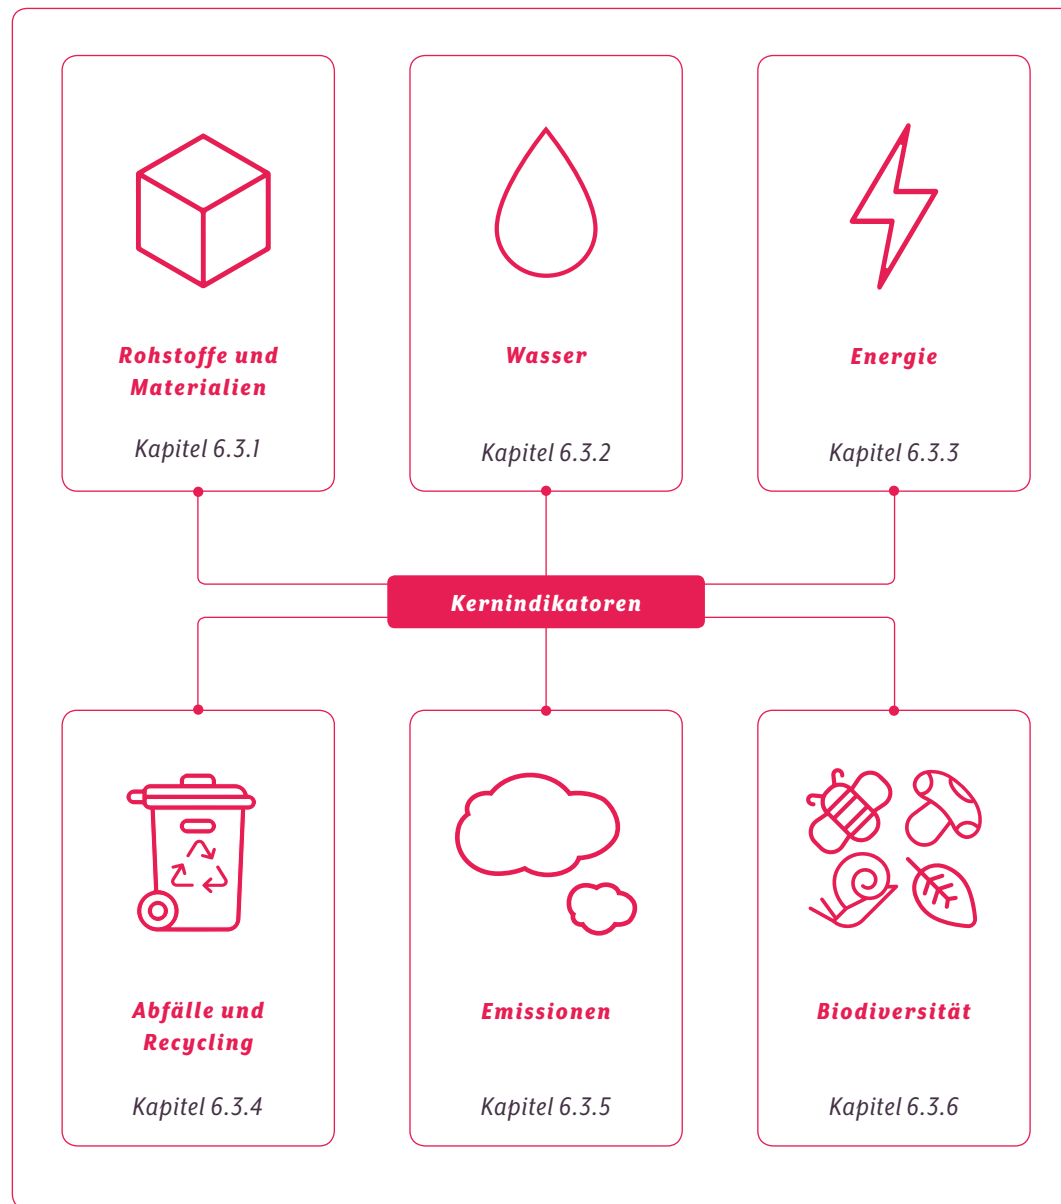 Rohstoffe und
Materialien
Kapitel 6.3.1
Wasser
Kapitel 6.3.2
Energie
Kapitel 6.3.3
Kernindikatoren
Abfälle und
Recycling
Kapitel 6.3.4
Emissionen
Kapitel 6.3.5
Biodiversität
Kapitel 6.3.6